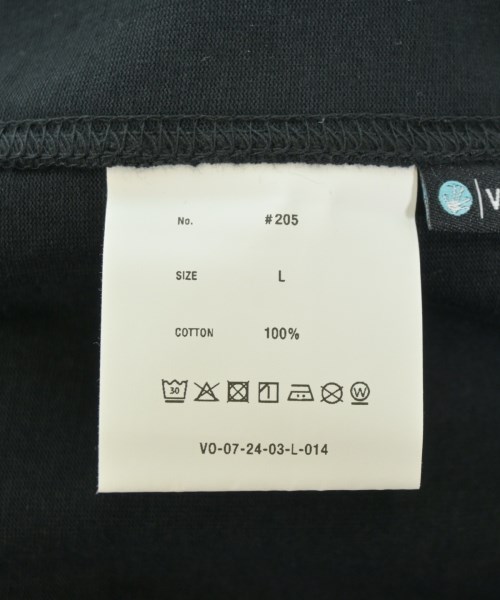 No. #205
SIZE L
COTTON 100%
30 W
VO-07-24-03-L-014